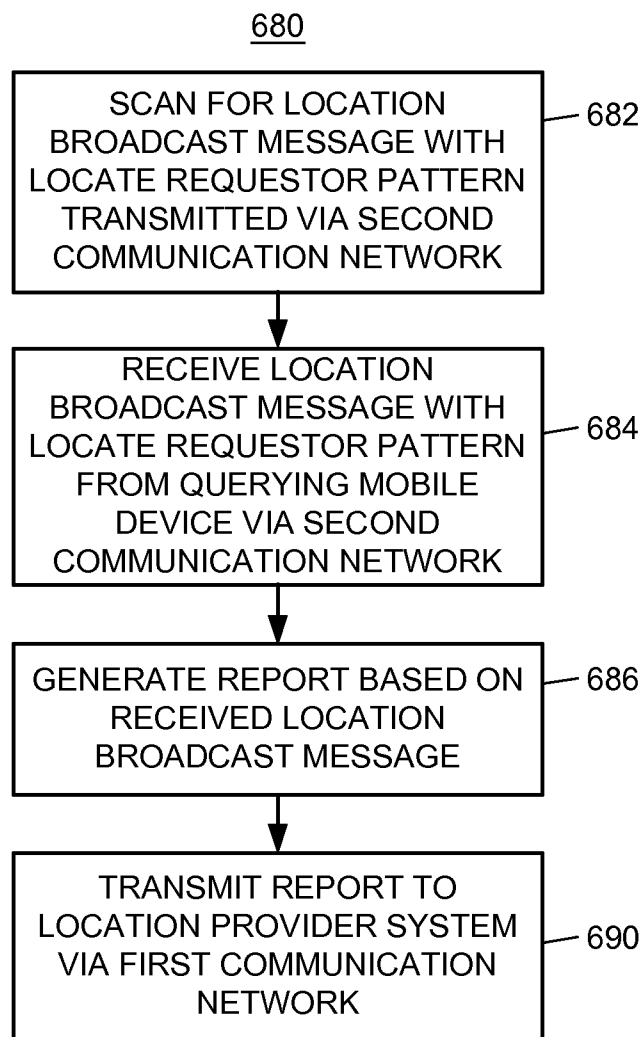 680
SCAN FOR LOCATION
BROADCAST MESSAGE WITH
LOCATE REQUESTOR PATTERN
TRANSMITTED VIA SECOND
COMMUNICATION NETWORK
682
RECEIVE LOCATION
BROADCAST MESSAGE WITH
LOCATE REQUESTOR PATTERN
FROM QUERYING MOBILE
DEVICE VIA SECOND
COMMUNICATION NETWORK
684
GENERATE REPORT BASED ON
RECEIVED LOCATION
BROADCAST MESSAGE
686
TRANSMIT REPORT TO
LOCATION PROVIDER SYSTEM
VIA FIRST COMMUNICATION
NETWORK
690